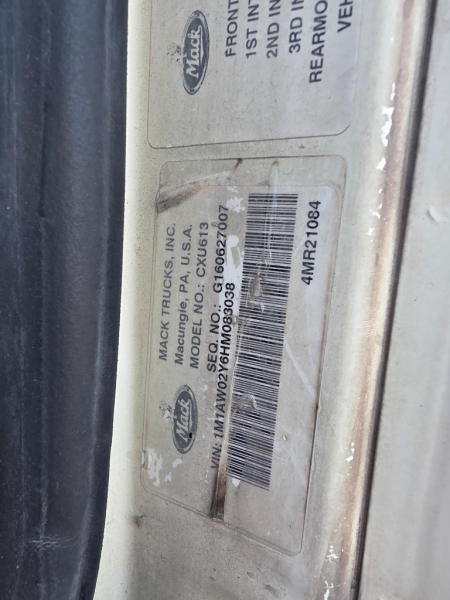 Mack
FRONT
1ST INT
2ND IN
3RD IN
REARMO
VEH
MACK TRUCKS, INC.
Macungie, PA, U.S.A.
MODEL NO.: CXU613
SEQ. NO.: G160627007
VIN: 1M1AW02Y6HM083038
Mack
4MR21084